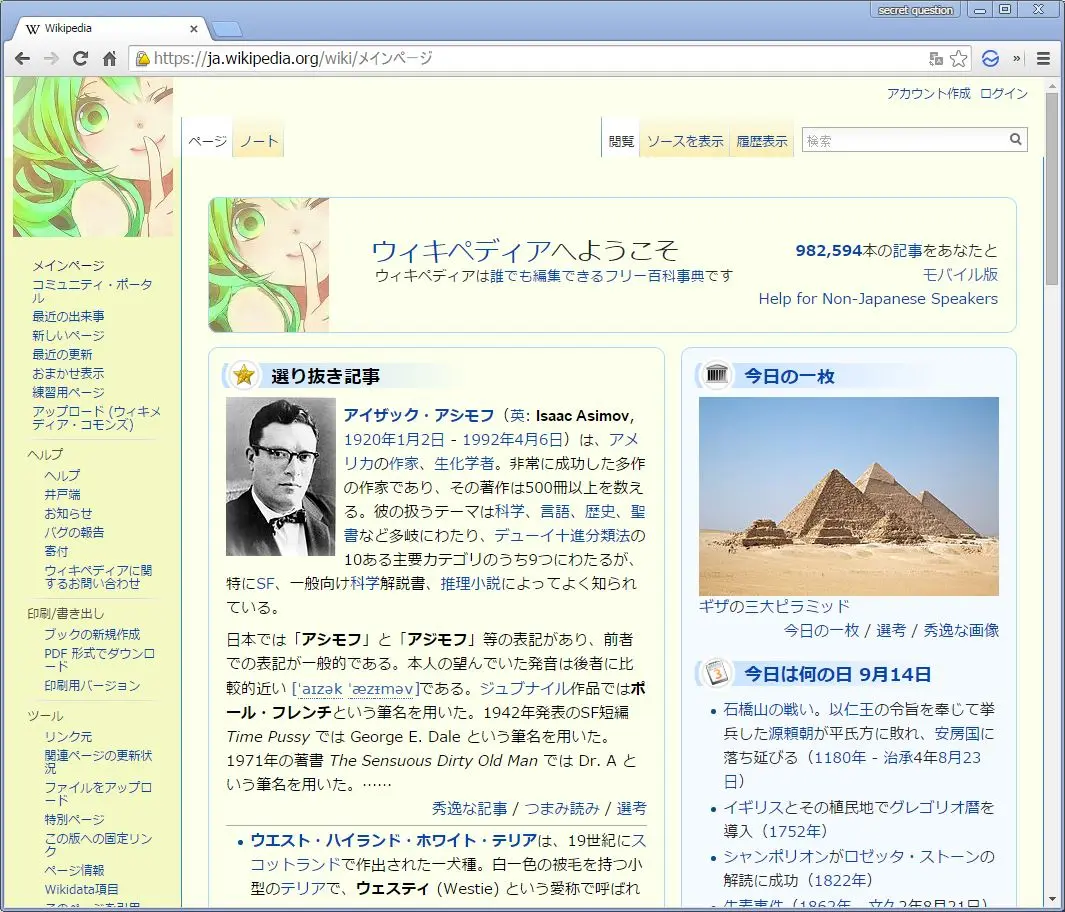 secret question
Wikipedia
https://ja.wikipedia.org/wiki/メインページ
アカウント作成 ログイン
ページ ノート 閲覧 ソースを表示 履歴表示 検索
メインページ
コミュニティ・ポータ
ル
最近の出来事
新しいページ
最近の更新
おまかせ表示
練習用ページ
アップロード (ウィキメ
ディア・コモンズ)
ヘルプ
ヘルプ
井戸端
お知らせ
バグの報告
寄付
ウィキペディアに関
するお問い合わせ
印刷/書き出し
ブックの新規作成
PDF 形式でダウンロ
ード
印刷用バージョン
ツール
リンク元
関連ページの更新状
況
ファイルをアップロ
ード
特別ページ
この版への固定リン
ク
ページ情報
Wikidata項目
このページを引用
ウィキペディアへようこそ
ウィキペディアは誰でも編集できるフリー百科事典です
982,594本の記事をあなたと
モバイル版
Help for Non-Japanese Speakers
選り抜き記事
アイザック・アシモフ（英: Isaac Asimov,
1920年1月2日 - 1992年4月6日）は、アメ
リカの作家、生化学者。非常に成功した多作
の作家であり、その著作は500冊以上を数え
る。彼の扱うテーマは科学、言語、歴史、聖
書など多岐にわたり、デューイ十進分類法の
10ある主要カテゴリのうち9つにわたるが、
特にSF、一般向け科学解説書、推理小説によってよく知られ
ている。
日本では「アシモフ」と「アジモフ」等の表記があり、前者
での表記が一般的である。本人の望んでいた発音は後者に比
較的近い [ˈaɪzək ˈæzɪməv]である。ジュブナイル作品ではポ
ール・フレンチという筆名を用いた。1942年発表のSF短編
Time Pussy では George E. Dale という筆名を用いた。
1971年の著書 The Sensuous Dirty Old Man では Dr. A と
いう筆名を用いた。……
秀逸な記事 / つまみ読み / 選考
ウエスト・ハイランド・ホワイト・テリアは、19世紀にス
コットランドで作出された一犬種。白一色の被毛を持つ小
型のテリアで、ウェスティ (Westie) という愛称で呼ばれ
今日の一枚
ギザの三大ピラミッド
今日の一枚 / 選考 / 秀逸な画像
今日は何の日 9月14日
石橋山の戦い。以仁王の令旨を奉じて挙
兵した源頼朝が平氏方に敗れ、安房国に
落ち延びる（1180年 - 治承4年8月23
日）
イギリスとその植民地でグレゴリオ暦を
導入（1752年）
シャンポリオンがロゼッタ・ストーンの
解読に成功（1822年）
生麦事件（1862年 - 文久2年8月21日）